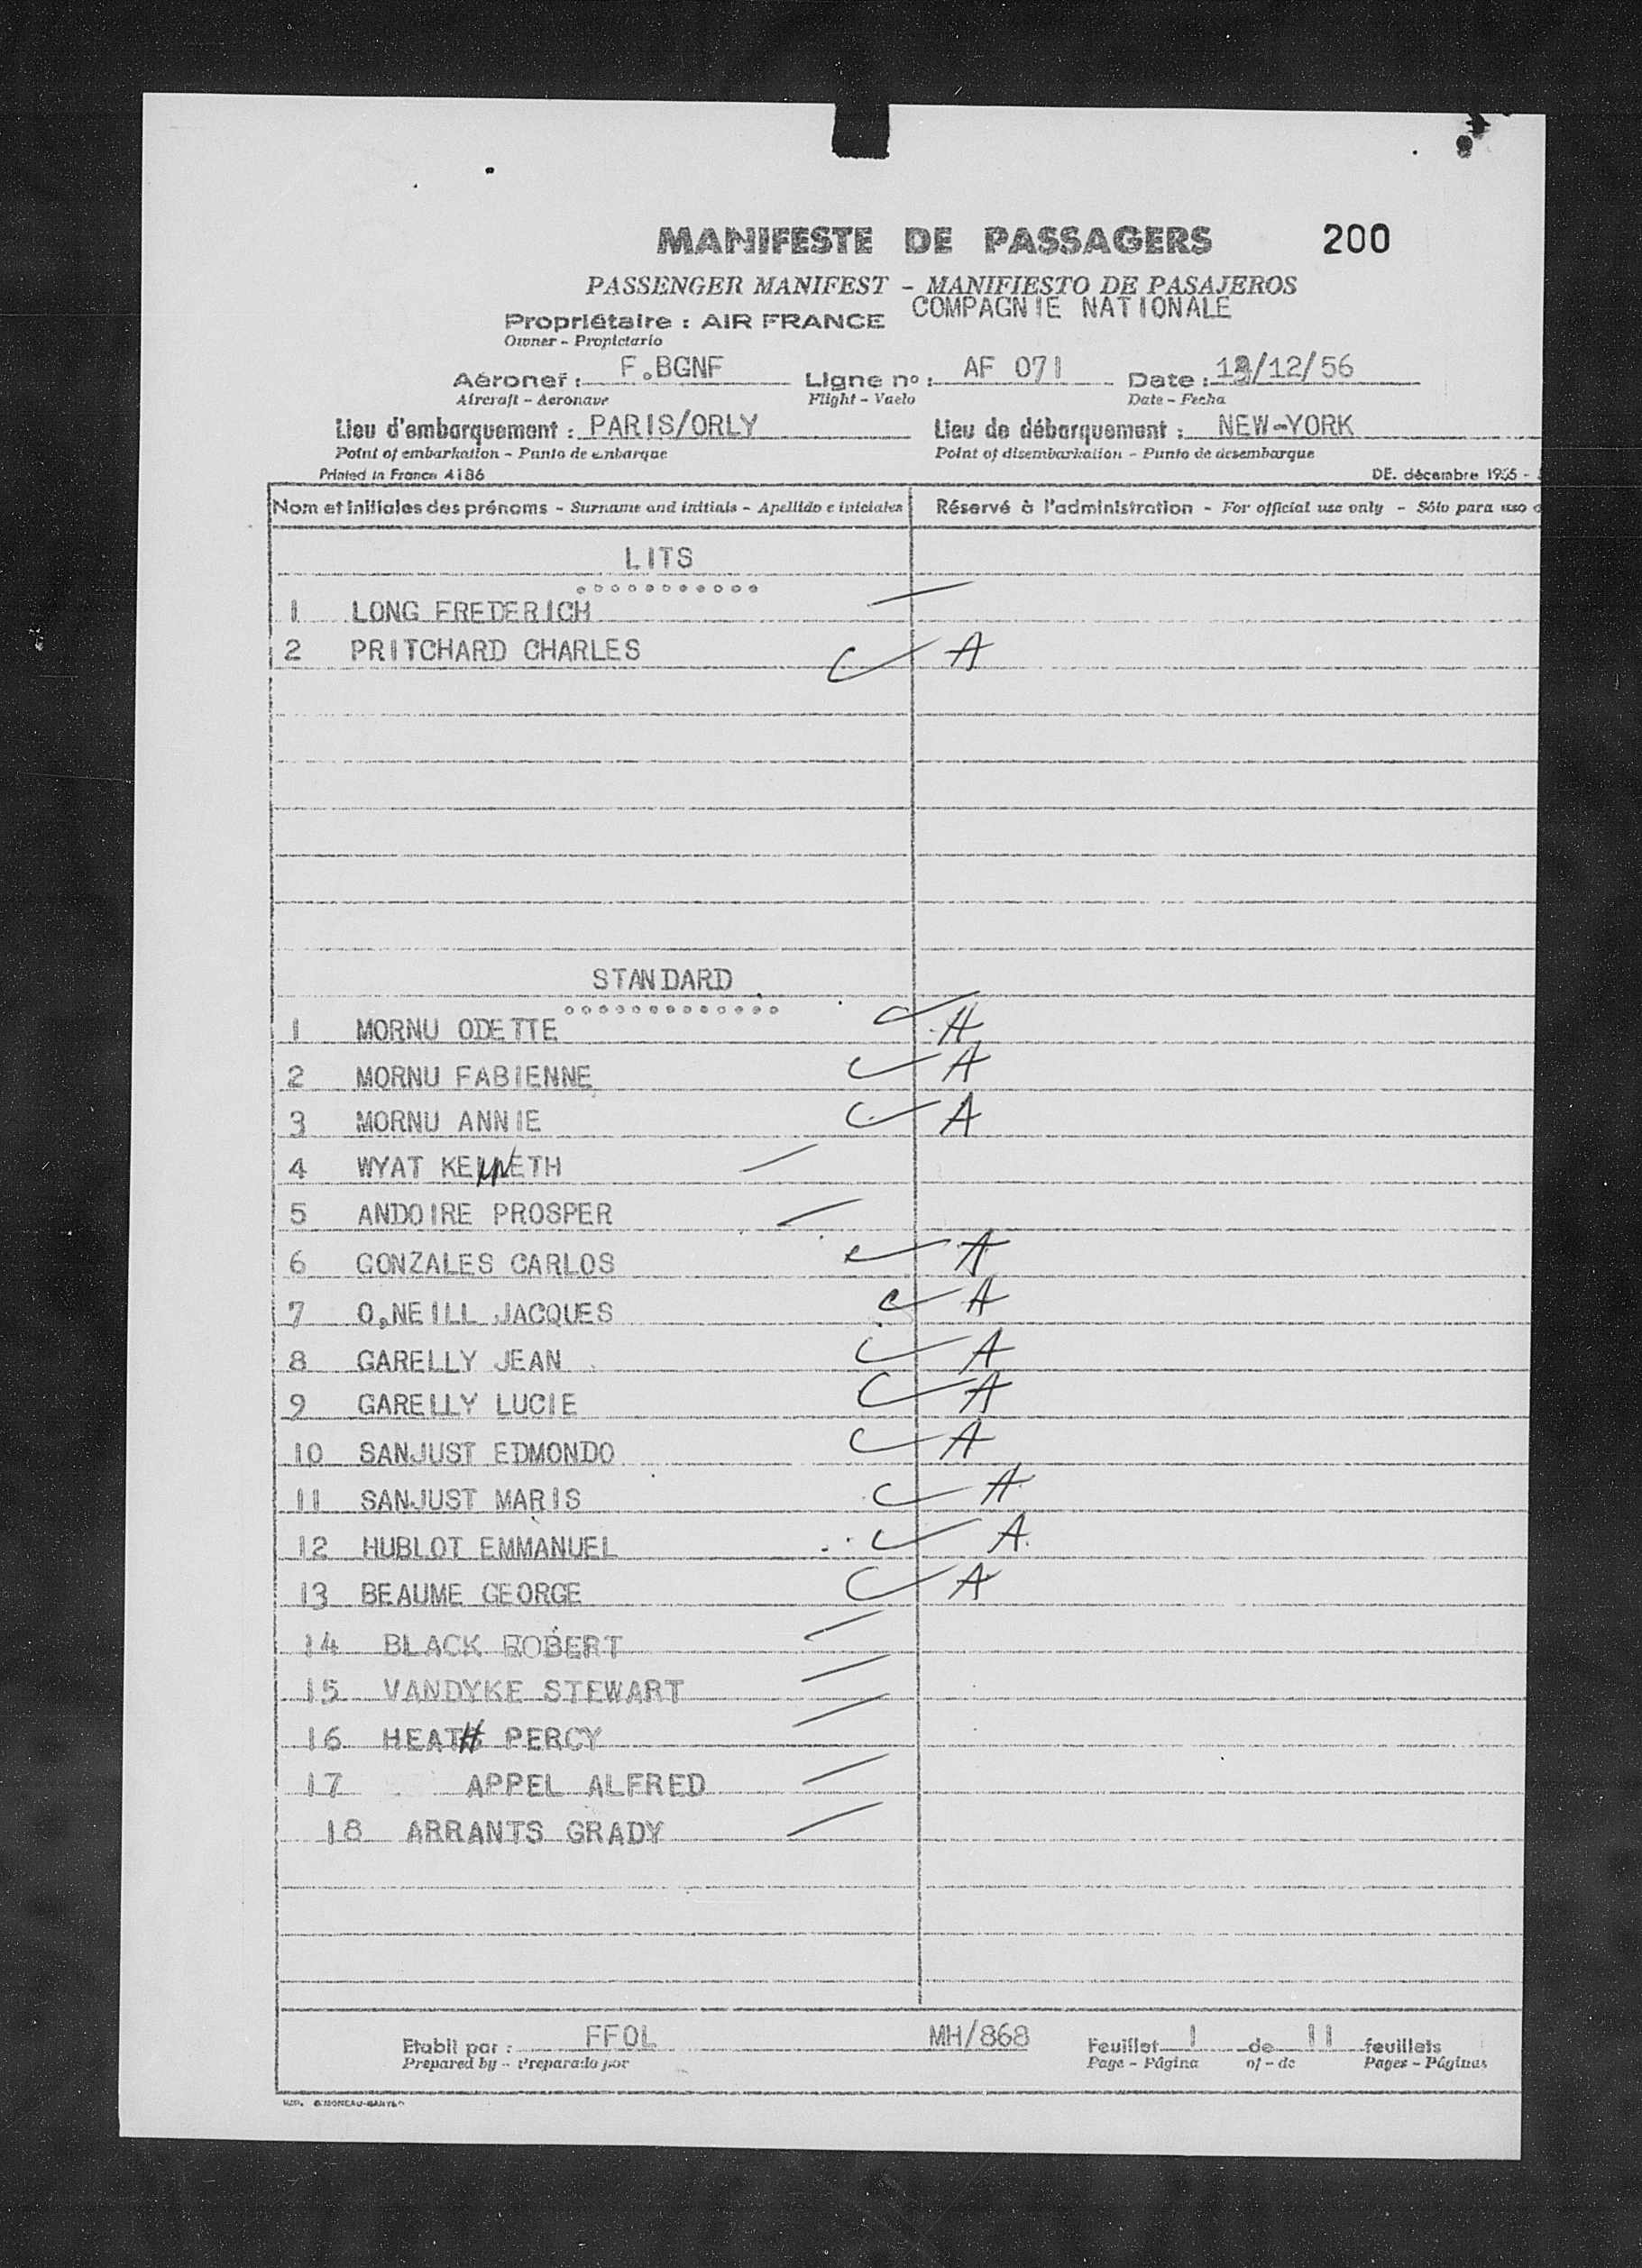 MANIFESTE DE PASSAGERS 200
PASSENGER MANIFEST - MANIFIESTO DE PASAJEROS
COMPAGNIE NATIONALE
Propriétaire : AIR FRANCE
Owner - Propietario
Aéronef : F.BGNF Ligne nº : AF 071 Date : /12/56
Aircraft - Aeronave Flight - Vuelo Date - Fecha
Lieu d'embarquement : PARIS/ORLY Lieu de débarquement : NEW-YORK
Point of embarkation - Punto de embarque Point of disembarkation - Punto de desembarque
Printed in France 4186 DE. décembre 1955 -
Nom et initiales des prénoms - Surname and initials - Apellido e iniciales Réservé à l'administration - For official use only - Sólo para uso
LITS
1 LONG FREDERICH
2 PRITCHARD CHARLES A
STANDARD
1 MORNU ODETTE A
2 MORNU FABIENNE A
3 MORNU ANNIE A
4 WYAT KENNETH
5 ANDOIRE PROSPER
6 GONZALES CARLOS A
7 O,NEILL JACQUES A
8 GARELLY JEAN A
9 GARELLY LUCIE A
10 SANJUST EDMONDO A
11 SANJUST MARIS A
12 HUBLOT EMMANUEL A
13 BEAUME GEORGE A
14 BLACK ROBERT
15 VANDYKE STEWART
16 HEATH PERCY
17 APPEL ALFRED
18 ARRANTS GRADY
Etabli par : FFOL MH/868 Feuillet 1 de 11 feuillets
Prepared by - Preparado por Page - Página of - de Pages - Páginas